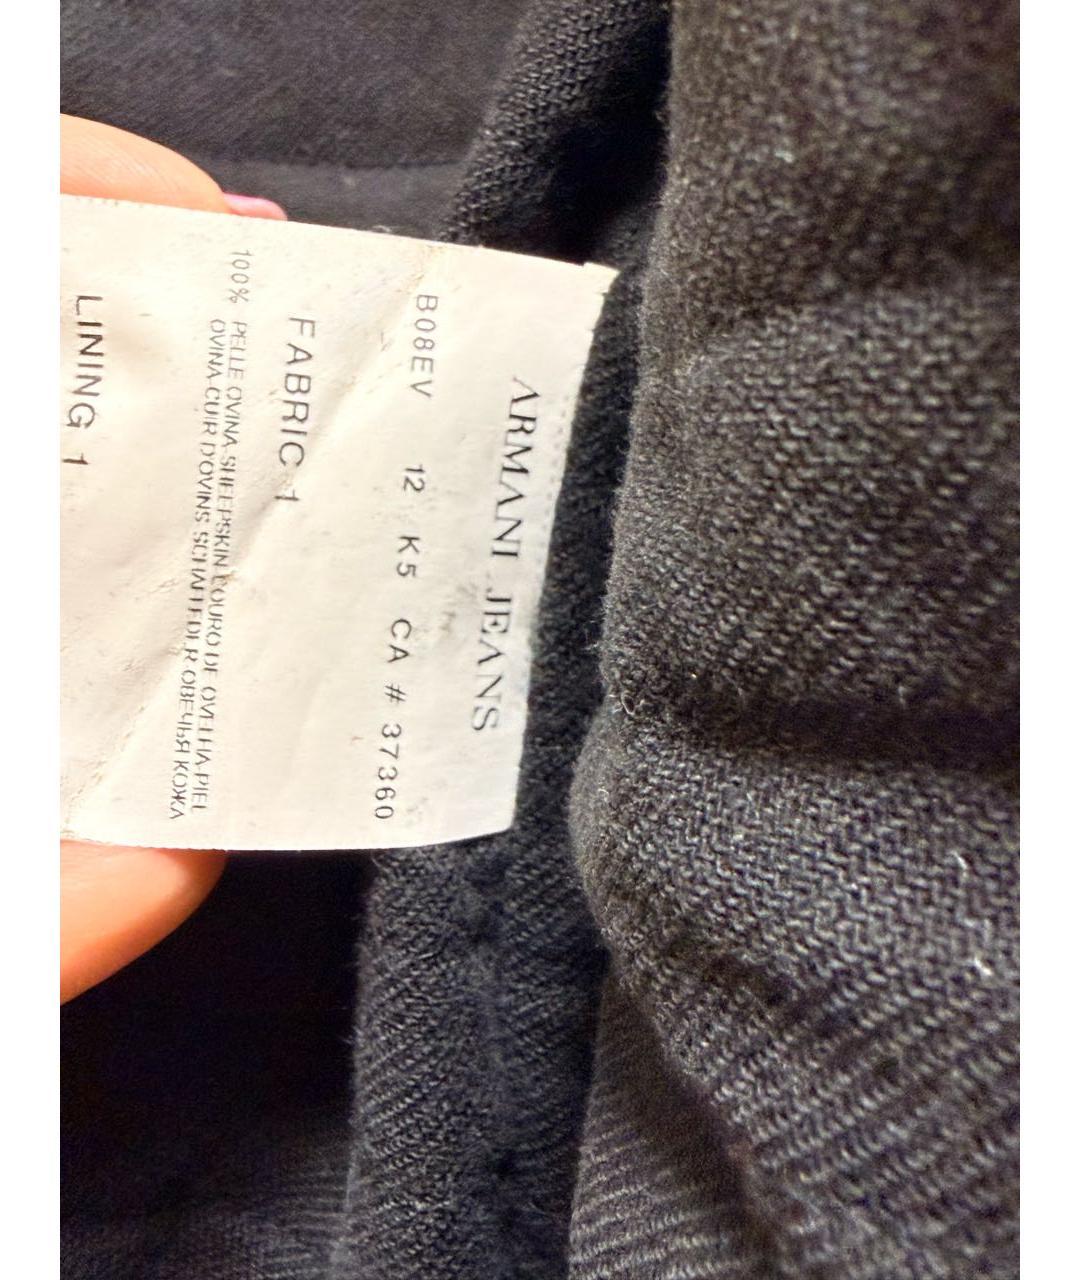 ARMANI JEANS
B08EV 12 K5 CA # 37360
FABRIC 1
100% PELLE OVINA-SHEEPSKIN COURO DE OVELHA-PIEL
OVINA-CUIR D'OVINS SCHAFLEDER ОВЕЧЬЯ КОЖА
LINING 1